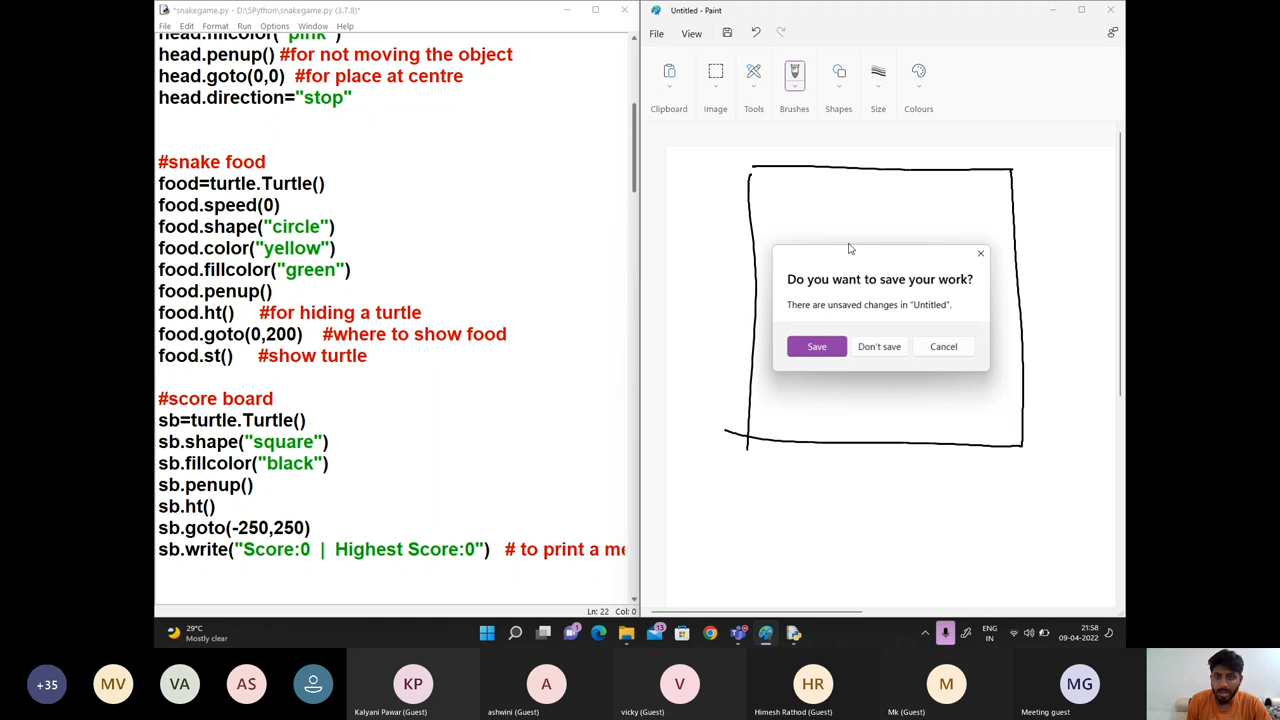 *snakegame.py - D:\5Python\snakegame.py (3.7.8)*
File Edit Format Run Options Window Help
head.fillcolor("pink")
head.penup() #for not moving the object
head.goto(0,0) #for place at centre
head.direction="stop"
#snake food
food=turtle.Turtle()
food.speed(0)
food.shape("circle")
food.color("yellow")
food.fillcolor("green")
food.penup()
food.ht() #for hiding a turtle
food.goto(0,200) #where to show food
food.st() #show turtle
#score board
sb=turtle.Turtle()
sb.shape("square")
sb.fillcolor("black")
sb.penup()
sb.ht()
sb.goto(-250,250)
sb.write("Score:0 | Highest Score:0") # to print a me
Ln: 22 Col: 0
Untitled - Paint
File View
Clipboard Image Tools Brushes Shapes Size Colours
Do you want to save your work?
There are unsaved changes in "Untitled".
Save Don't save Cancel
29°C
Mostly clear
1
13
ENG
IN
21:58
09-04-2022
+35 MV VA AS KP A V HR M MG
Kalyani Pawar (Guest) ashwini (Guest) vicky (Guest) Himesh Rathod (Guest) Mk (Guest) Meeting guest